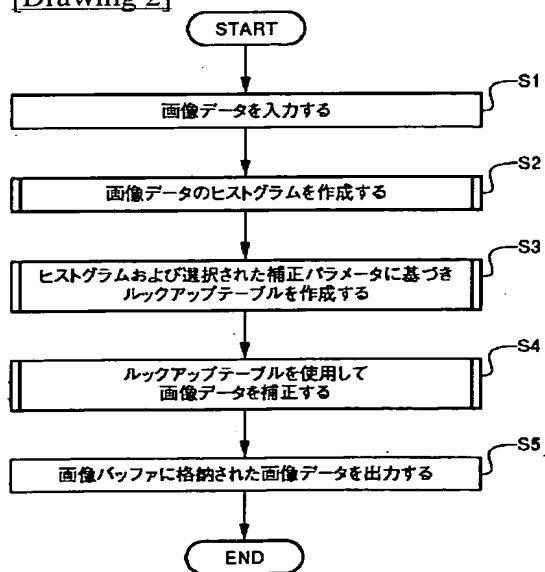 [Drawing 2]
START
画像データを入力する
S1
画像データのヒストグラムを作成する
S2
ヒストグラムおよび選択された補正パラメータに基づき
ルックアップテーブルを作成する
S3
ルックアップテーブルを使用して
画像データを補正する
S4
画像バッファに格納された画像データを出力する
S5
END